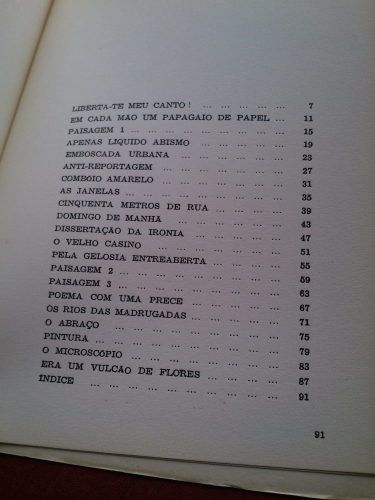 LIBERTA-TE MEU CANTO! ... ... ... ... ... 7
EM CADA MÃO UM PAPAGAIO DE PAPEL ... ... 11
PAISAGEM 1 ... ... ... ... ... ... ... ... 15
APENAS LÍQUIDO ABISMO ... ... ... ... ... 19
EMBOSCADA URBANA ... ... ... ... ... ... 23
ANTI-REPORTAGEM ... ... ... ... ... ... 27
COMBOIO AMARELO ... ... ... ... ... ... 31
AS JANELAS ... ... ... ... ... ... ... ... 35
CINQUENTA METROS DE RUA ... ... ... ... 39
DOMINGO DE MANHÃ ... ... ... ... ... ... 43
DISSERTAÇÃO DA IRONIA ... ... ... ... ... 47
O VELHO CASINO ... ... ... ... ... ... ... 51
PELA GELOSIA ENTREABERTA ... ... ... ... 55
PAISAGEM 2 ... ... ... ... ... ... ... ... 59
PAISAGEM 3 ... ... ... ... ... ... ... ... 63
POEMA COM UMA PRECE ... ... ... ... ... 67
OS RIOS DAS MADRUGADAS ... ... ... ... 71
O ABRAÇO ... ... ... ... ... ... ... ... 75
PINTURA ... ... ... ... ... ... ... ... ... 79
O MICROSCÓPIO ... ... ... ... ... ... ... 83
ERA UM VULCÃO DE FLORES ... ... ... ... 87
ÍNDICE ... ... ... ... ... ... ... ... ... 91
91